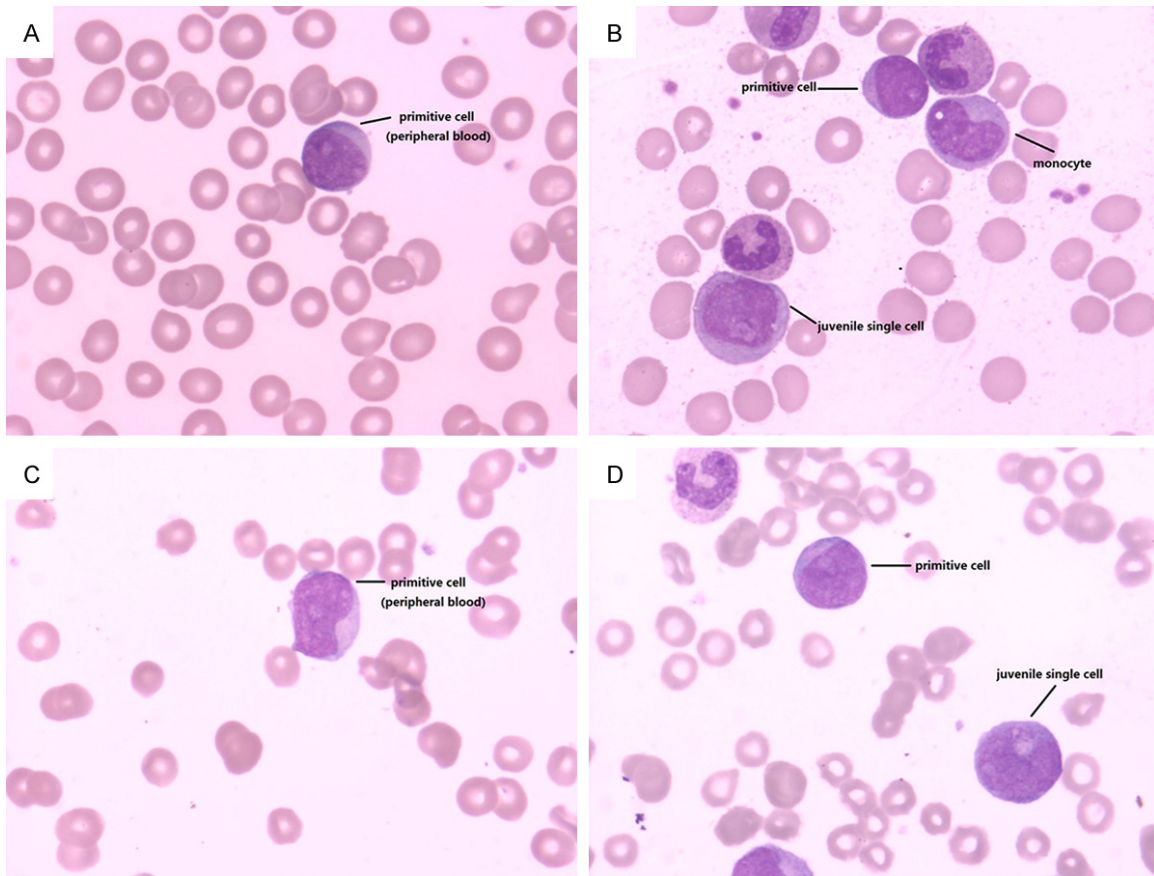 A
primitive cell
(peripheral blood)
B
primitive cell
monocyte
juvenile single cell
C
primitive cell
(peripheral blood)
D
primitive cell
juvenile single cell